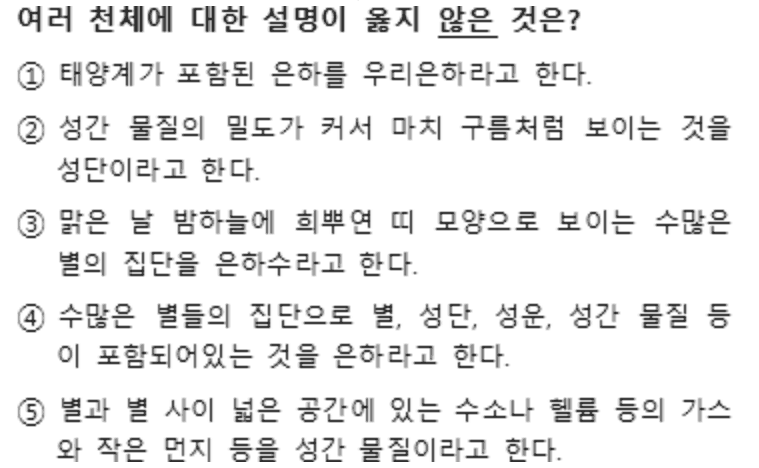 여러 천체에 대한 설명이 옳지 않은 것은?
① 태양계가 포함된 은하를 우리은하라고 한다.
② 성간 물질의 밀도가 커서 마치 구름처럼 보이는 것을
성단이라고 한다.
③ 맑은 날 밤하늘에 희뿌연 띠 모양으로 보이는 수많은
별의 집단을 은하수라고 한다.
④ 수많은 별들의 집단으로 별, 성단, 성운, 성간 물질 등
이 포함되어있는 것을 은하라고 한다.
⑤ 별과 별 사이 넓은 공간에 있는 수소나 헬륨 등의 가스
와 작은 먼지 등을 성간 물질이라고 한다.